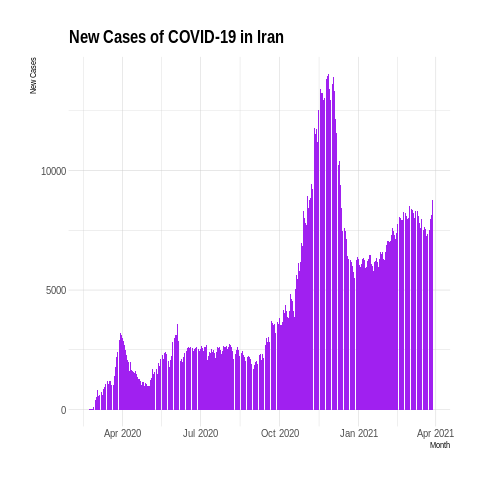 New Cases of COVID-19 in Iran
New Cases
10000
5000
0
Apr 2020 Jul 2020 Oct 2020 Jan 2021 Apr 2021
Month